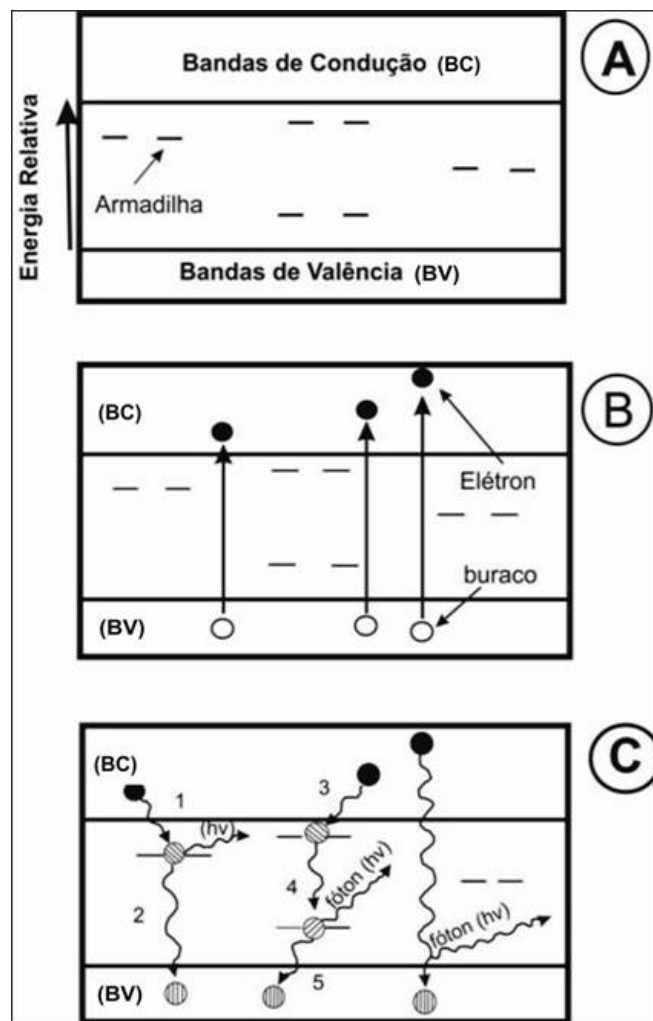 Bandas de Condução (BC)
A
Energia Relativa
Armadilha
Bandas de Valência (BV)
(BC)
B
Elétron
buraco
(BV)
(BC)
C
1
3
(hv)
4
fóton (hv)
2
fóton (hv)
5
(BV)